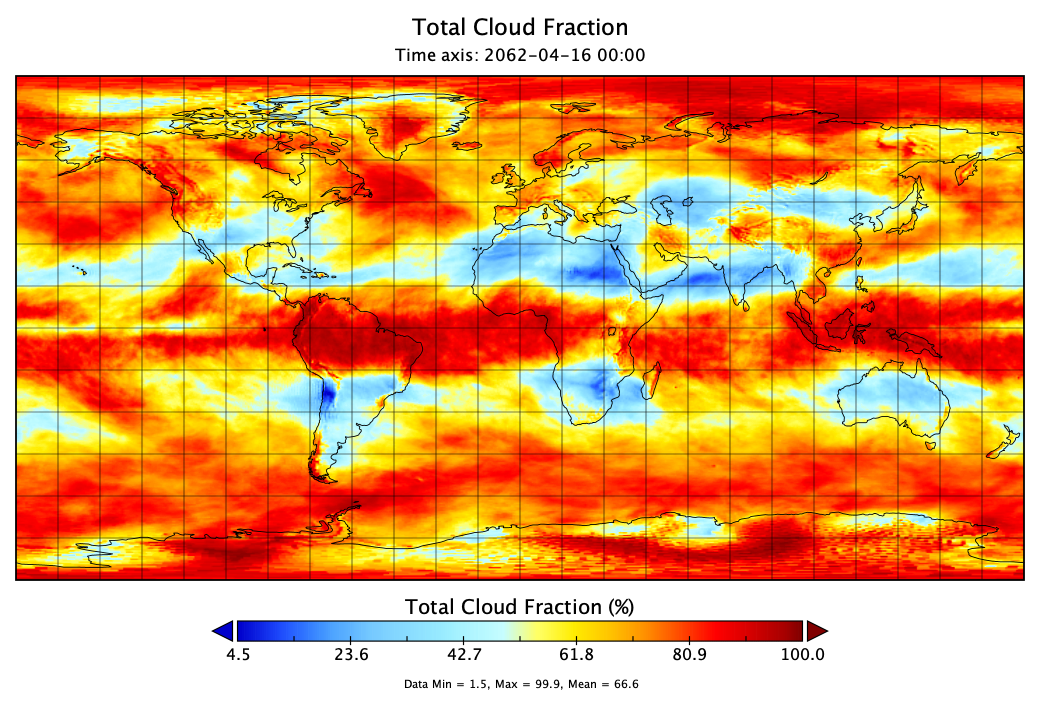 Total Cloud Fraction
Time axis: 2062-04-16 00:00
Total Cloud Fraction (%)
4.5 23.6 42.7 61.8 80.9 100.0
Data Min = 1.5, Max = 99.9, Mean = 66.6